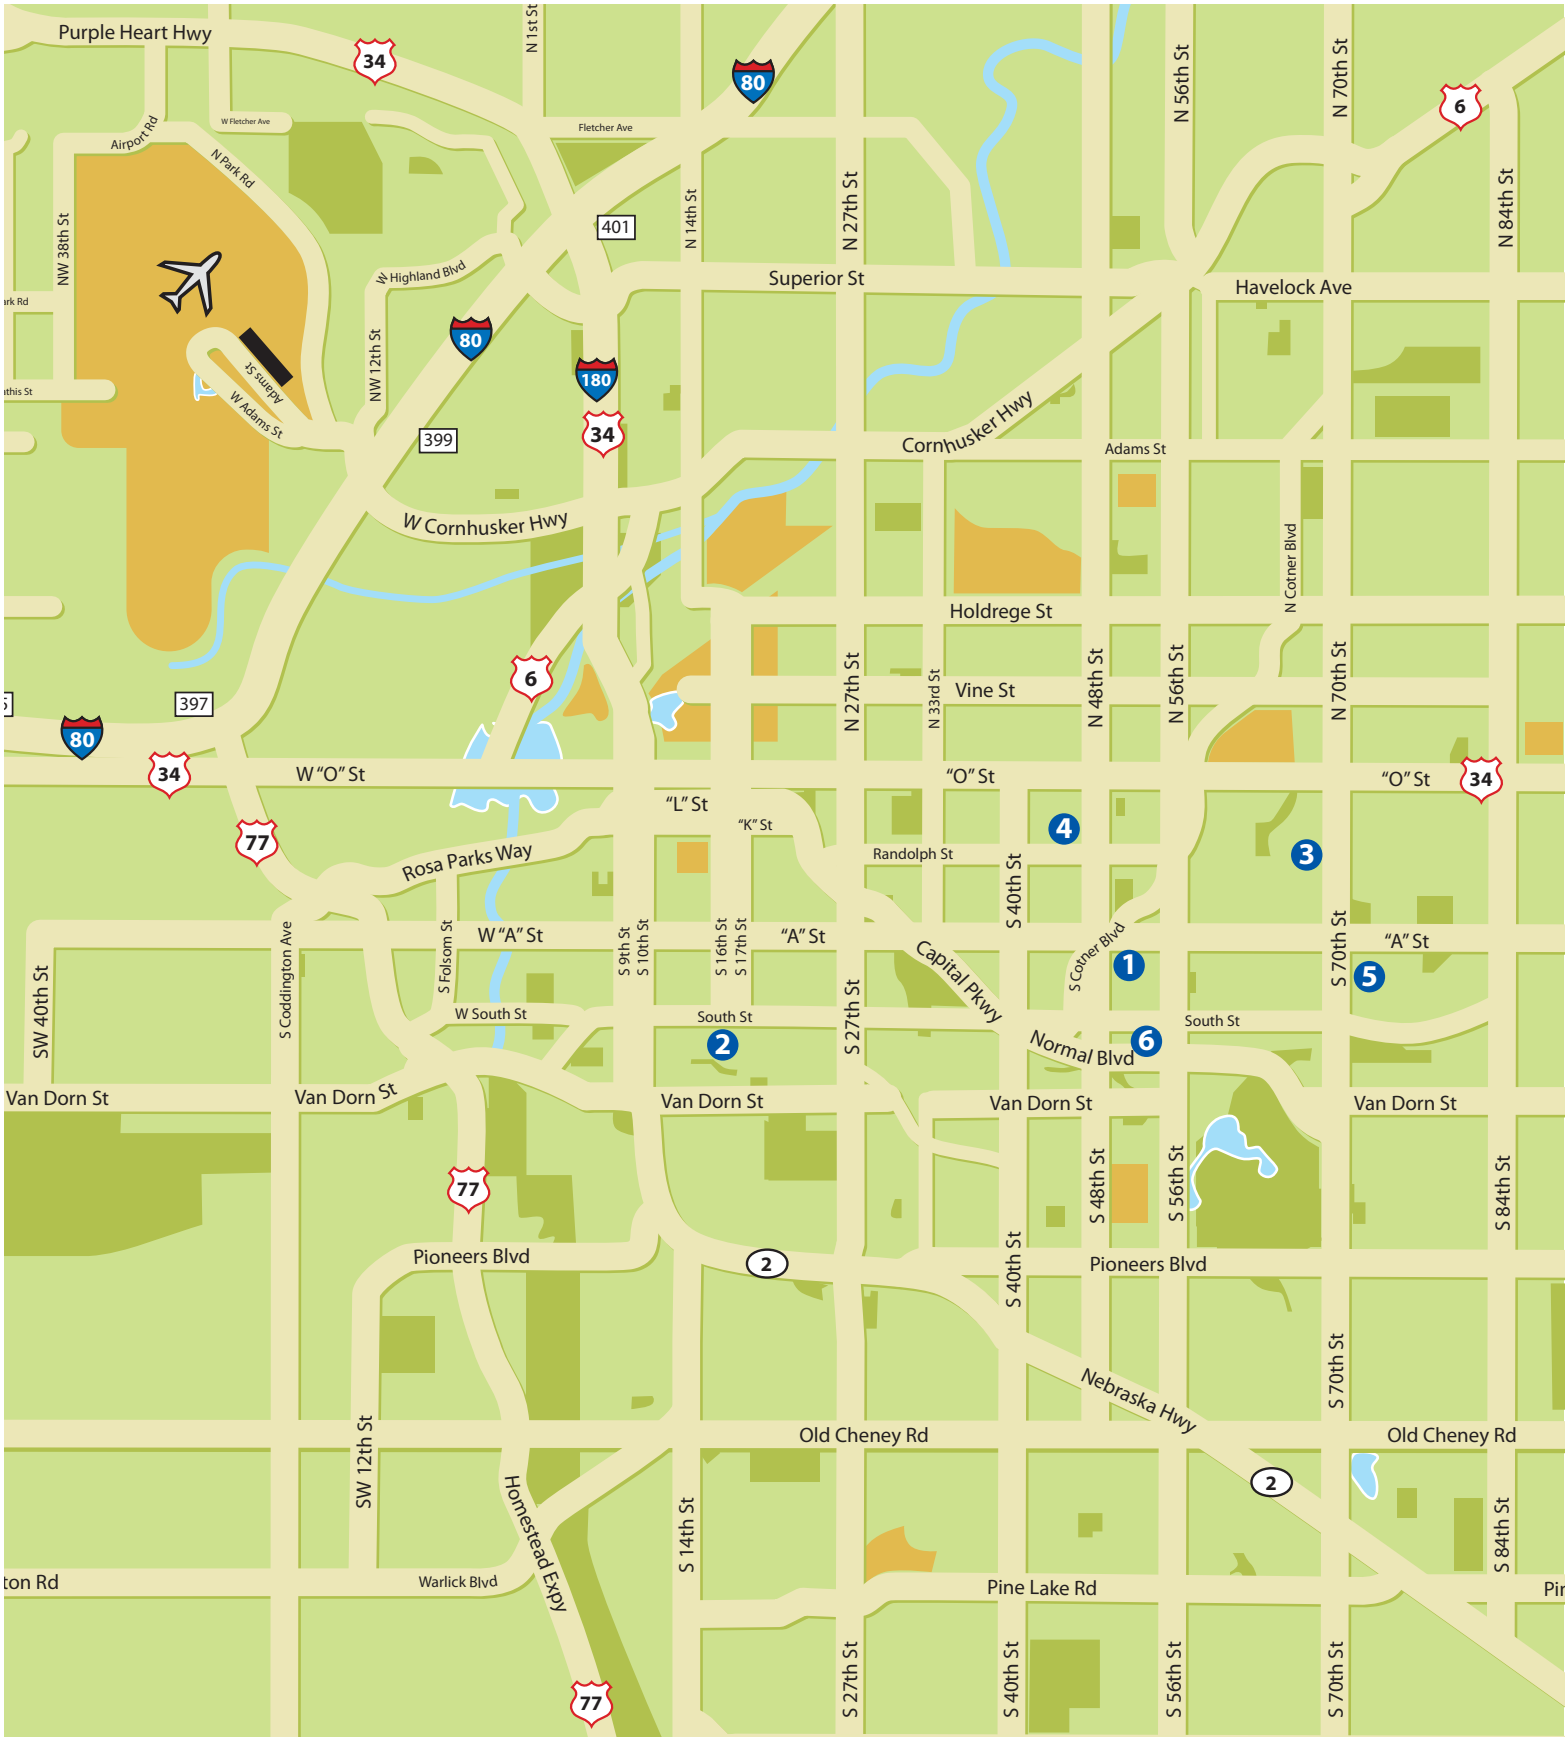 Purple Heart Hwy
34
N 1st St
80
N 56th St
N 70th St
6
W Fletcher Ave
Fletcher Ave
Airport Rd
N Park Rd
NW 38th St
401
N 14th St
N 27th St
N 84th St
W Highland Blvd
Superior St
Havelock Ave
ark Rd
80
NW 12th St
180
Adams St
W Adams St
34
399
Cornhusker Hwy
Adams St
W Cornhusker Hwy
N Cotner Blvd
Holdrege St
6
N 27th St
N 33rd St
Vine St
N 48th St
N 56th St
N 70th St
397
80
34
W “O” St
“O” St
“O” St
34
“L” St
“K” St
77
Rosa Parks Way
Randolph St
4
3
S 40th St
S Coddington Ave
S Folsom St
W “A” St
S 9th St
S 10th St
S 16th St
S 17th St
“A” St
Capital Pkwy
S Cotner Blvd
1
S 70th St
“A” St
5
SW 40th St
W South St
South St
2
S 27th St
Normal Blvd
6
South St
Van Dorn St
Van Dorn St
Van Dorn St
Van Dorn St
Van Dorn St
77
S 48th St
S 56th St
S 84th St
Pioneers Blvd
2
S 40th St
Pioneers Blvd
S 70th St
Nebraska Hwy
SW 12th St
Old Cheney Rd
Old Cheney Rd
2
Homestead Expy
S 14th St
S 84th St
ton Rd
Warlick Blvd
Pine Lake Rd
Pin
S 27th St
S 40th St
S 56th St
S 70th St
77